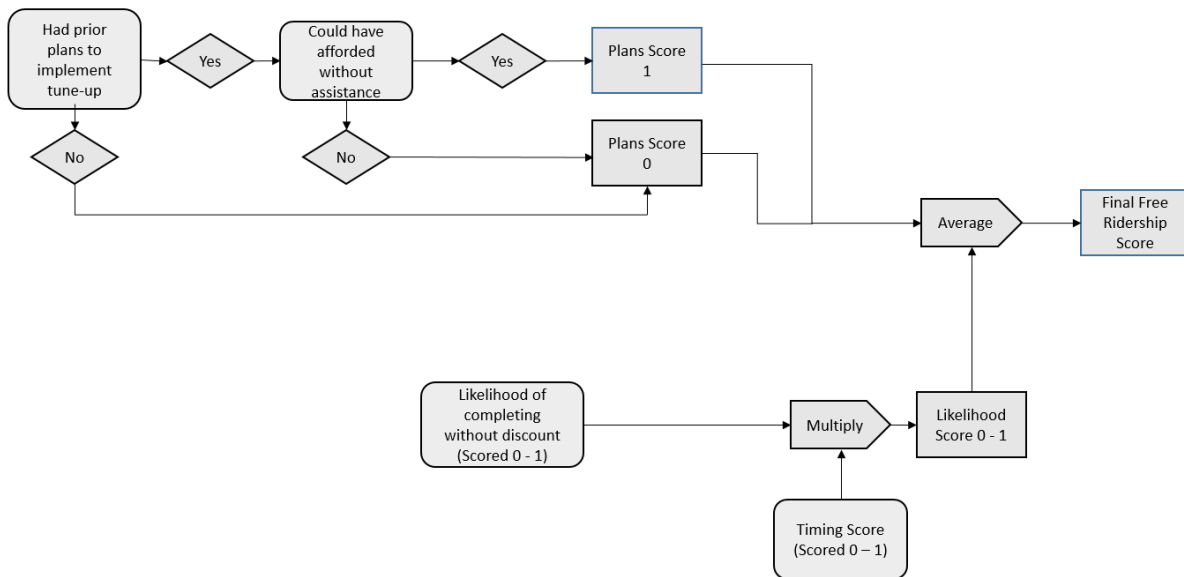 Had prior
plans to
implement
tune-up
Yes
Could have
afforded
without
assistance
Yes
Plans Score
1
No
No
Plans Score
0
Average
Final Free
Ridership
Score
Likelihood of
completing
without discount
(Scored 0 - 1)
Multiply
Likelihood
Score 0 - 1
Timing Score
(Scored 0 – 1)